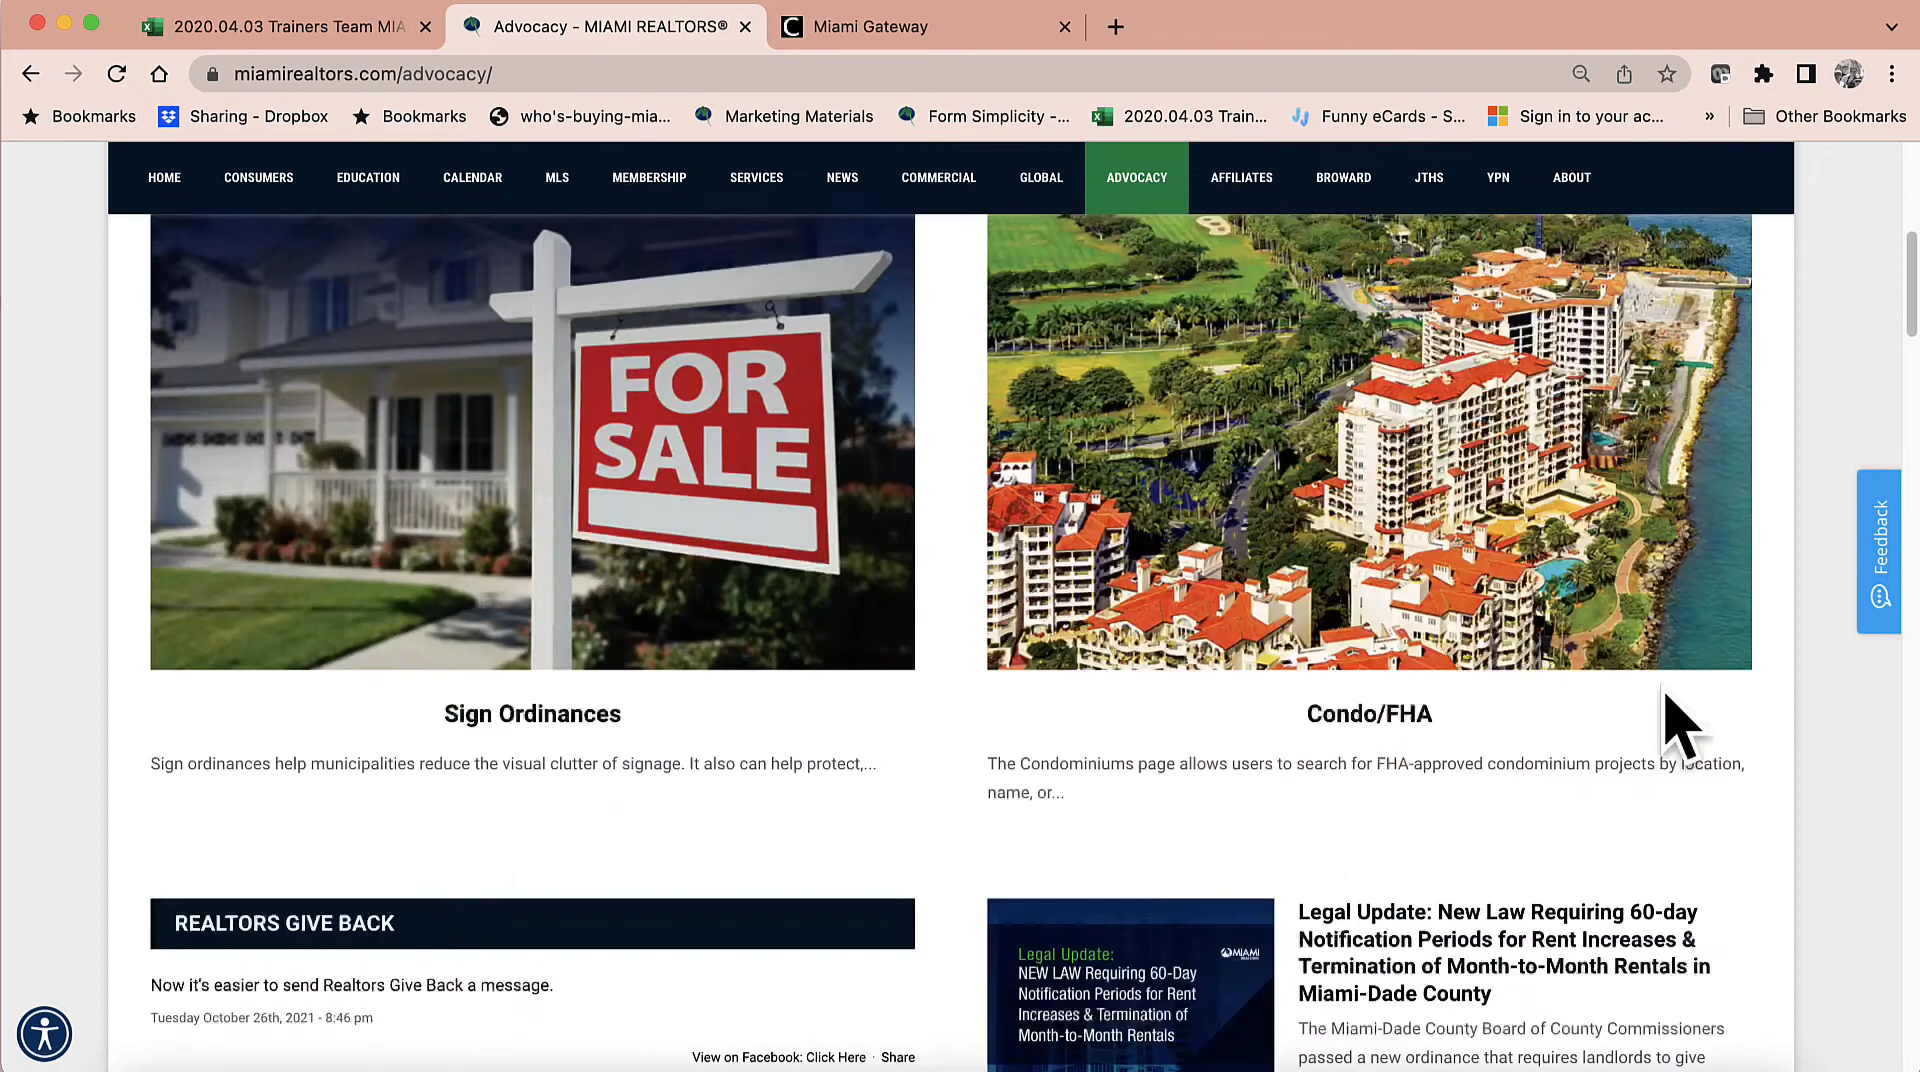 2020.04.03 Trainers Team MIA
Advocacy - MIAMI REALTORS®
Miami Gateway
miamirealtors.com/advocacy/
Bookmarks
Sharing - Dropbox
Bookmarks
who's-buying-mia...
Marketing Materials
Form Simplicity -...
2020.04.03 Train...
Funny eCards - S...
Sign in to your ac...
»
Other Bookmarks
HOME CONSUMERS EDUCATION CALENDAR MLS MEMBERSHIP SERVICES NEWS COMMERCIAL GLOBAL ADVOCACY AFFILIATES BROWARD JTHS YPN ABOUT
FOR
SALE
Feedback
Sign Ordinances
Sign ordinances help municipalities reduce the visual clutter of signage. It also can help protect,...
Condo/FHA
The Condominiums page allows users to search for FHA-approved condominium projects by location,
name, or...
REALTORS GIVE BACK
Now it's easier to send Realtors Give Back a message.
Tuesday October 26th, 2021 - 8:46 pm
View on Facebook: Click Here · Share
Legal Update:
MIAMI
NEW LAW Requiring 60-Day
Notification Periods for Rent
Increases & Termination of
Month-to-Month Rentals
Legal Update: New Law Requiring 60-day
Notification Periods for Rent Increases &
Termination of Month-to-Month Rentals in
Miami-Dade County
The Miami-Dade County Board of County Commissioners
passed a new ordinance that requires landlords to give